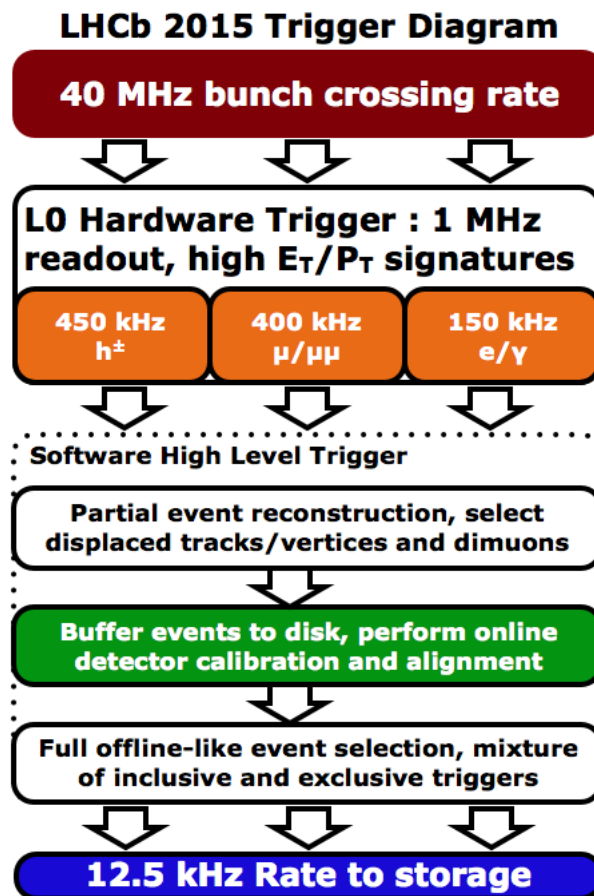 LHCb 2015 Trigger Diagram
40 MHz bunch crossing rate
L0 Hardware Trigger : 1 MHz
readout, high E_T/P_T signatures
450 kHz
h±
400 kHz
μ/μμ
150 kHz
e/γ
Software High Level Trigger
Partial event reconstruction, select
displaced tracks/vertices and dimuons
Buffer events to disk, perform online
detector calibration and alignment
Full offline-like event selection, mixture
of inclusive and exclusive triggers
12.5 kHz Rate to storage